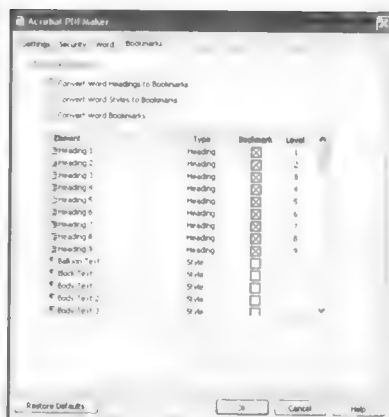 Acrobat PDFMaker
Settings Security Word Bookmarks
Convert Word Headings to Bookmarks
Convert Word Styles to Bookmarks
Convert Word Bookmarks
Element Type Bookmark Level
Heading 1 Heading 1
Heading 2 Heading 2
Heading 3 Heading 3
Heading 4 Heading 4
Heading 5 Heading 5
Heading 6 Heading 6
Heading 7 Heading 7
Heading 8 Heading 8
Heading 9 Heading 9
Balloon Text Style
Block Text Style
Body Text Style
Body Text 2 Style
Body Text 3 Style
Restore Defaults OK Cancel Help